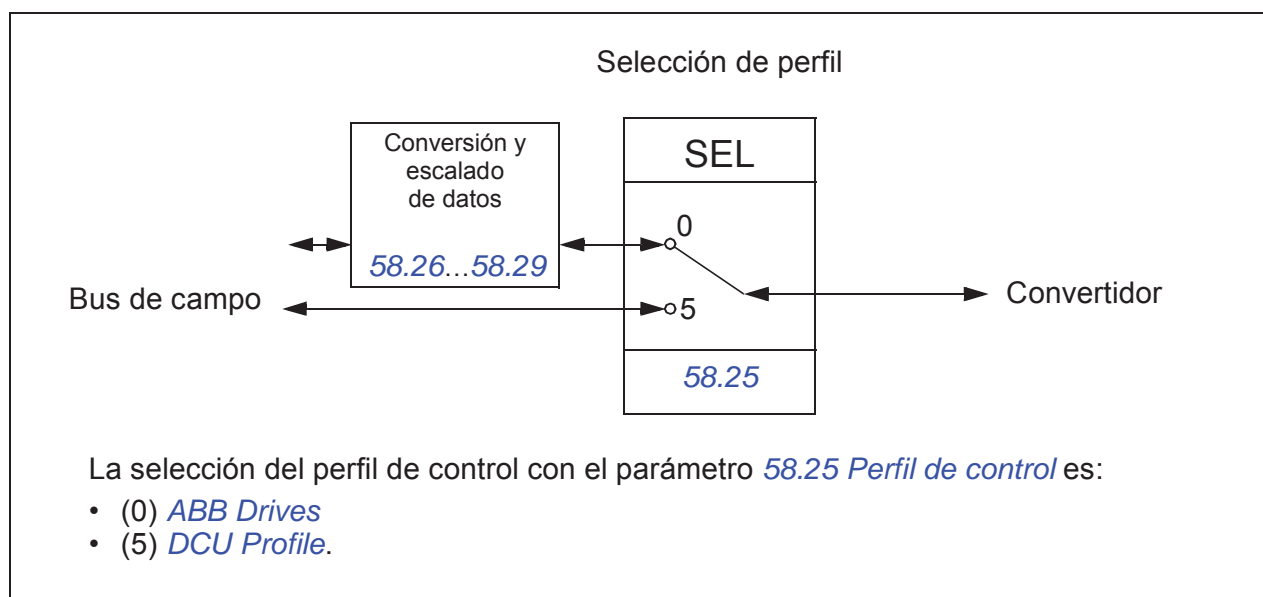 Selección de perfil
Conversión y
escalado
de datos
58.26...58.29
SEL
0
5
58.25
Bus de campo
Convertidor
La selección del perfil de control con el parámetro 58.25 Perfil de control es:
• (0) ABB Drives
• (5) DCU Profile.